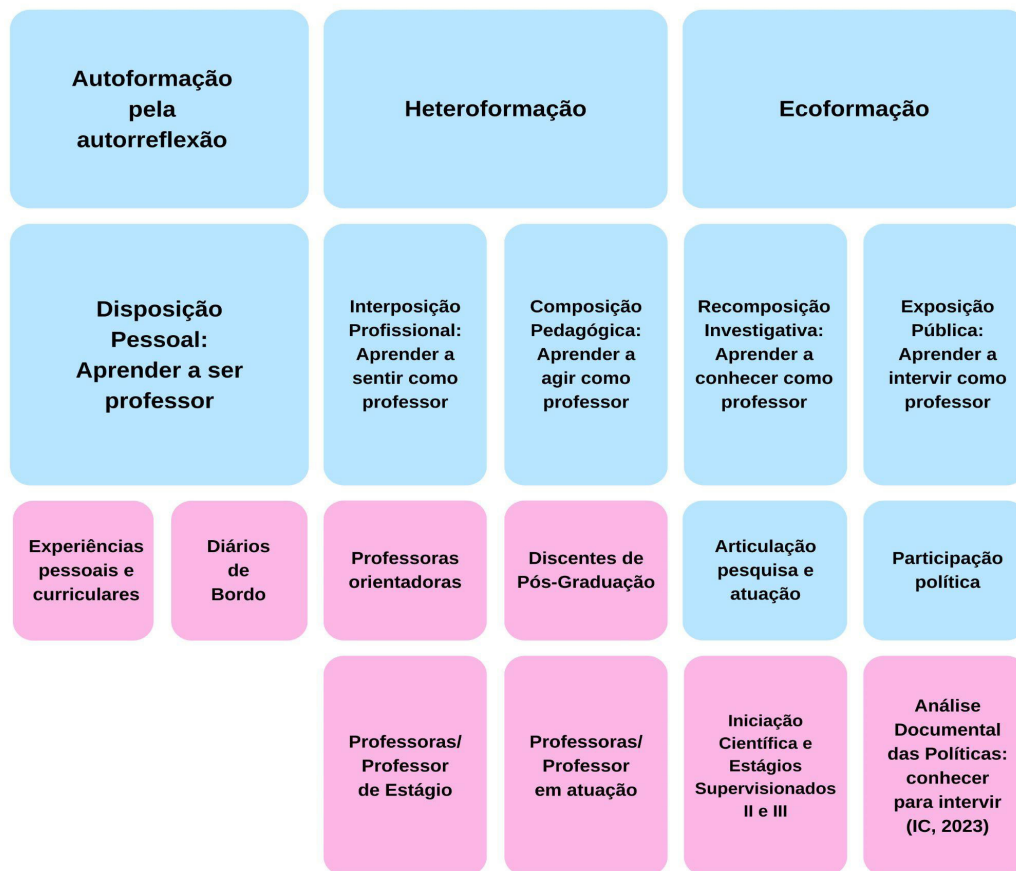 Autoformação
pela
autorreflexão
Heteroformação
Ecoformação
Disposição
Pessoal:
Aprender a ser
professor
Interposição
Profissional:
Aprender a
sentir como
professor
Composição
Pedagógica:
Aprender a
agir como
professor
Recomposição
Investigativa:
Aprender a
conhecer como
professor
Exposição
Pública:
Aprender a
intervir como
professor
Experiências
pessoais e
curriculares
Diários
de
Bordo
Professoras
orientadoras
Discentes de
Pós-Graduação
Articulação
pesquisa e
atuação
Participação
política
Professoras/
Professor
de Estágio
Professoras/
Professor
em atuação
Iniciação
Científica e
Estágios
Supervisionados
II e III
Análise
Documental
das Políticas:
conhecer
para intervir
(IC, 2023)